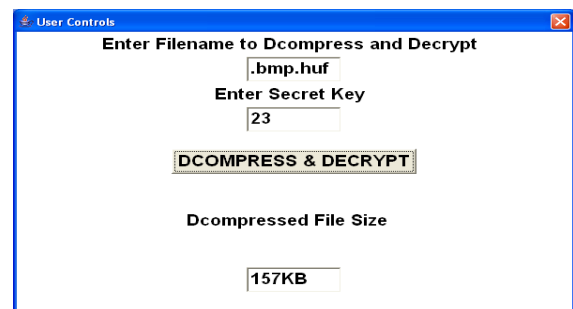 User Controls
Enter Filename to Dcompress and Decrypt
.bmp.huf
Enter Secret Key
23
DCOMPRESS & DECRYPT
Dcompressed File Size
157KB